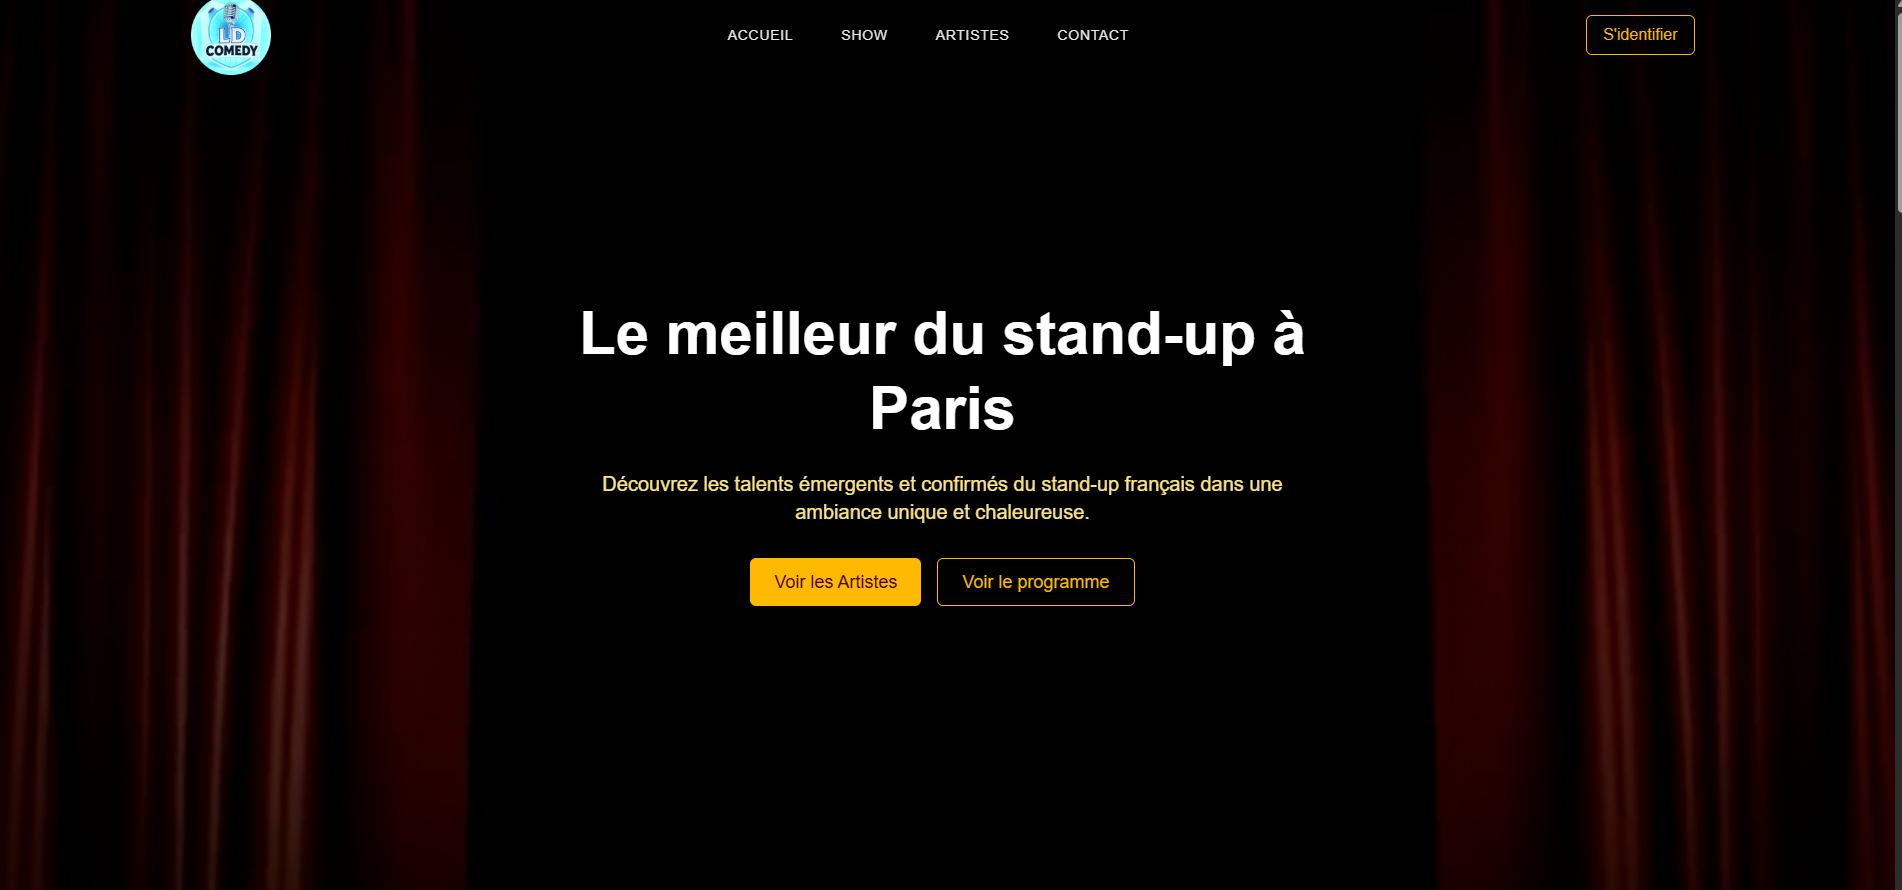 LD
COMEDY
ACCUEIL
SHOW
ARTISTES
CONTACT
S'identifier
Le meilleur du stand-up à
Paris
Découvrez les talents émergents et confirmés du stand-up français dans une
ambiance unique et chaleureuse.
Voir les Artistes
Voir le programme